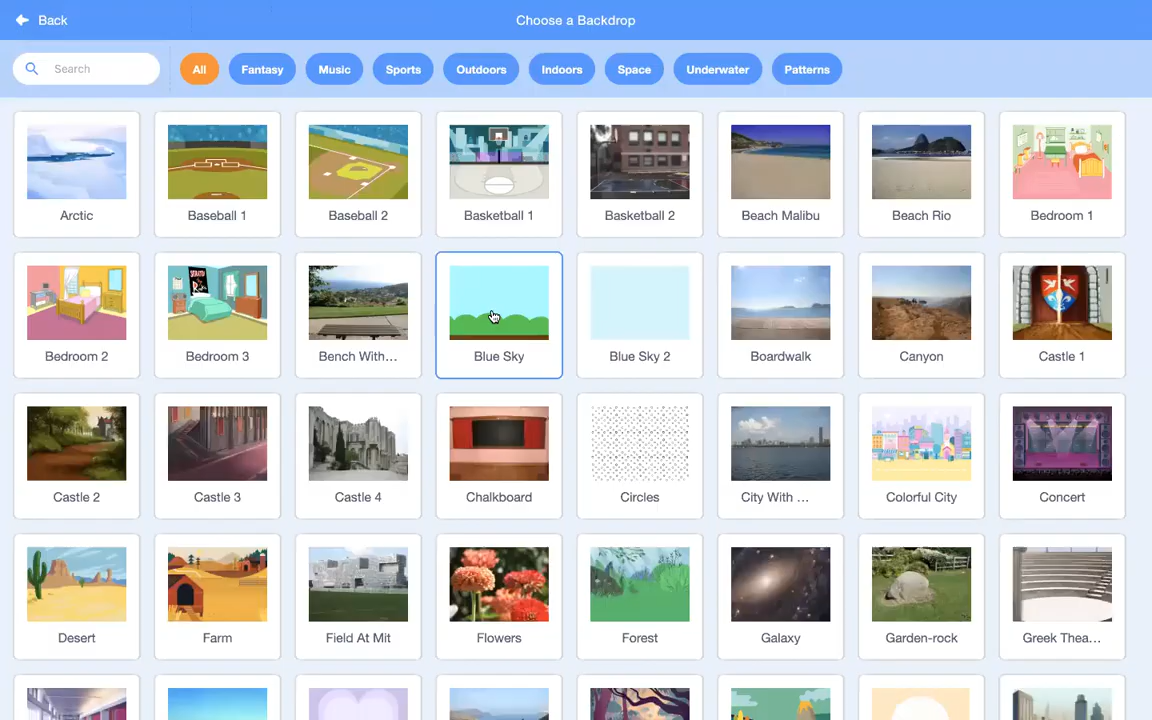 Back
Choose a Backdrop
Search
All
Fantasy
Music
Sports
Outdoors
Indoors
Space
Underwater
Patterns
Arctic
Baseball 1
Baseball 2
Basketball 1
Basketball 2
Beach Malibu
Beach Rio
Bedroom 1
Bedroom 2
Bedroom 3
Bench With...
Blue Sky
Blue Sky 2
Boardwalk
Canyon
Castle 1
Castle 2
Castle 3
Castle 4
Chalkboard
Circles
City With ...
Colorful City
Concert
Desert
Farm
Field At Mit
Flowers
Forest
Galaxy
Garden-rock
Greek Thea...